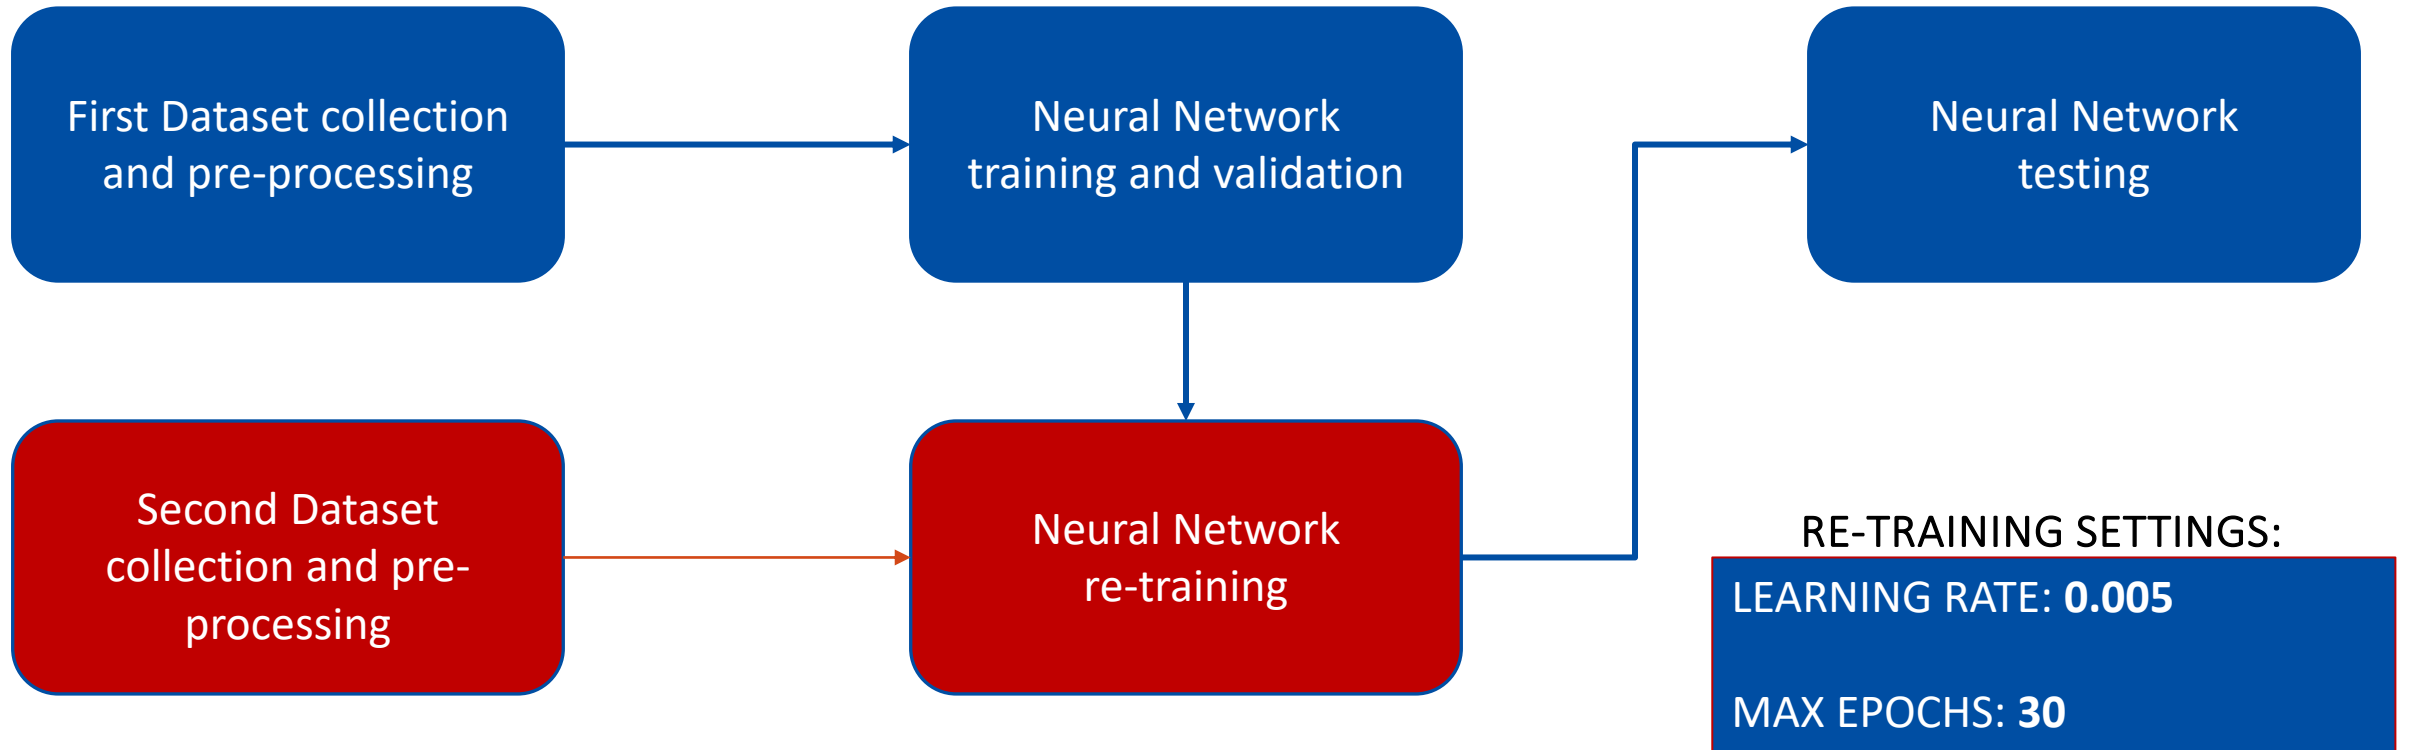 First Dataset collection
and pre-processing
Neural Network
training and validation
Neural Network
testing
Second Dataset
collection and pre-
processing
Neural Network
re-training
RE-TRAINING SETTINGS:
LEARNING RATE: 0.005
MAX EPOCHS: 30